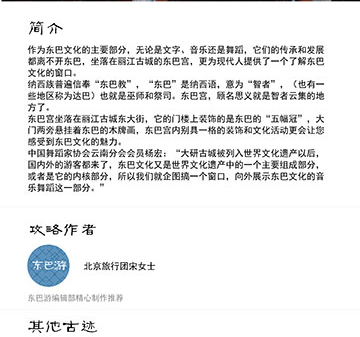 简介
作为东巴文化的主要部分，无论是文字、音乐还是舞蹈，它们的传承和发展
都离不开东巴，坐落在丽江古城的东巴宫，更为现代人提供了一个了解东巴
文化的窗口。
纳西族普遍信奉“东巴教”，“东巴”是纳西语，意为“智者”，（也有一
些地区称为达巴）也就是巫师和祭司。东巴宫，顾名思义就是智者云集的地
方了。
东巴宫坐落在丽江古城东大街，它的门楼上装饰的是东巴的“五幅冠”，大
门两旁悬挂着东巴的木牌画，东巴宫内别具一格的装饰和文化活动更会让您
感受到东巴文化的魅力。
中国舞蹈家协会云南分会会员杨宏：“大研古城被列入世界文化遗产以后，
国内外的游客都来了，东巴文化又是世界文化遗产中的一个主要组成部分，
或者是它的内核部分，所以我们就企图搞一个窗口，向外展示东巴文化的音
乐舞蹈这一部分。”
攻略作者
东巴游
北京旅行团宋女士
东巴游编辑部精心制作推荐
其他古迹